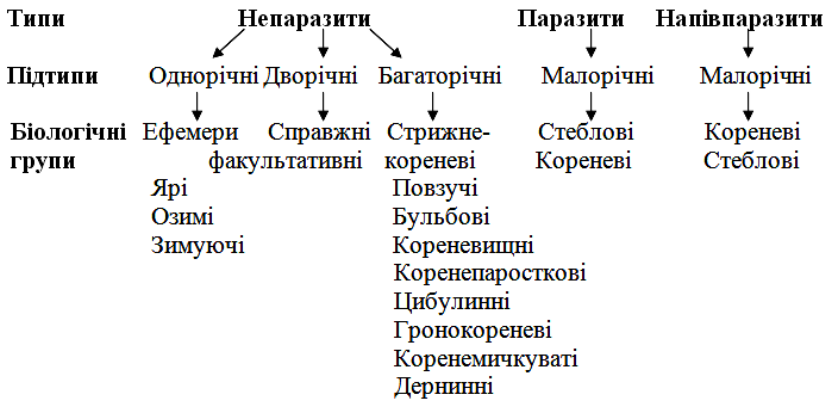 Типи Непаразити Паразити Напівпаразити
Підтипи Однорічні Дворічні Багаторічні Малорічні Малорічні
Біологічні Ефемери Справжні Стрижне- Стеблові Кореневі
групи факультативні кореневі Кореневі Стеблові
Ярі Повзучі
Озимі Бульбові
Зимуючі Кореневищні
Коренепаросткові
Цибулинні
Гронокореневі
Коренемичкуваті
Дернинні